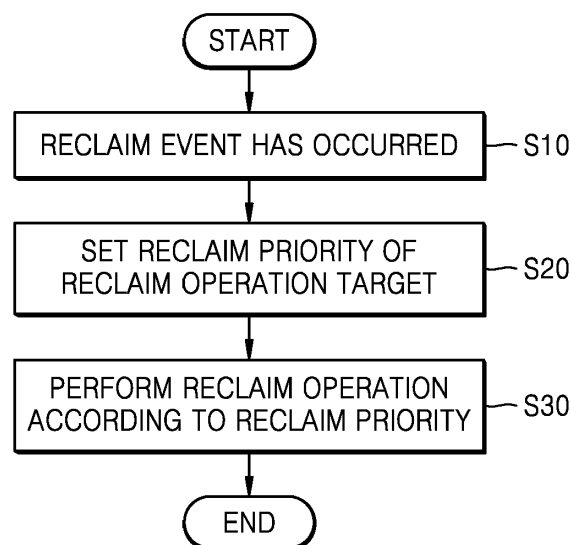 START
RECLAIM EVENT HAS OCCURRED
S10
SET RECLAIM PRIORITY OF
RECLAIM OPERATION TARGET
S20
PERFORM RECLAIM OPERATION
ACCORDING TO RECLAIM PRIORITY
S30
END